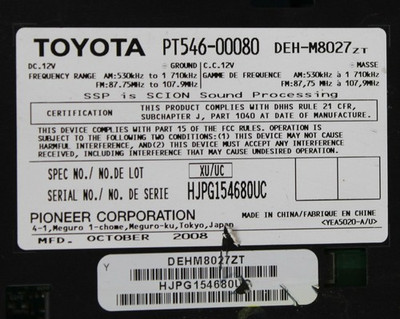 TOYOTA PT546-00080 DEH-M8027ZT
DC.12V GROUND C.C.12V MASSE
FREQUENCY RANGE AM:530kHz to 1 710kHz GAMME DE FREQUENCE AM:530kHz à 1 710kHz
FM:87.75MHz to 107.9MHz FM:87,75 MHz à 107,9MHz
SSP is SCION Sound Processing
CERTIFICATION THIS PRODUCT COMPLIES WITH DHHS RULE 21 CFR,
SUBCHAPTER J, PART 1040 AT DATE OF MANUFACTURE.
THIS DEVICE COMPLIES WITH PART 15 OF THE FCC RULES. OPERATION IS
SUBJECT TO THE FOLLOWING TWO CONDITIONS:(1) THIS DEVICE MAY NOT CAUSE
HARMFUL INTERFERENCE, AND (2) THIS DEVICE MUST ACCEPT ANY INTERFERENCE
RECEIVED, INCLUDING INTERFERENCE THAT MAY CAUSE UNDESIRED OPERATION.
SPEC NO./ NO.DE LOT XU/UC
SERIAL NO./ NO. DE SERIE HJPG154680UC
PIONEER CORPORATION MADE IN CHINA/FABRIQUE EN CHINE
4-1,Meguro 1-chome,Meguro-ku,Tokyo,Japan <YEA5020-A/U>
MFD. OCTOBER 2008
Y DEHM8027ZT
HJPG154680UC